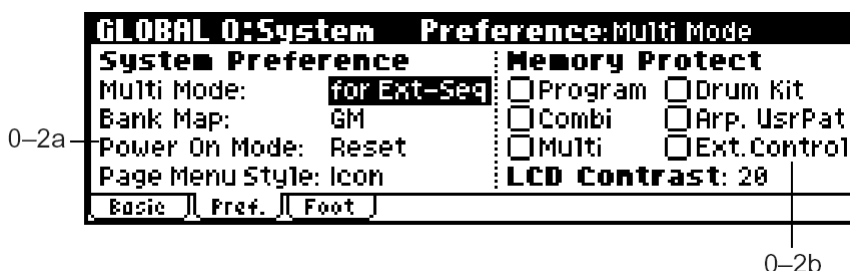 GLOBAL 0:System Preference:Multi Mode
System Preference
Multi Mode: for Ext-Seq
Bank Map: GM
Power On Mode: Reset
Page Menu Style: Icon
Memory Protect
Program Drum Kit
Combi Arp. UsrPat
Multi Ext.Control
LCD Contrast: 20
Basic Pref. Foot
0–2a
0–2b